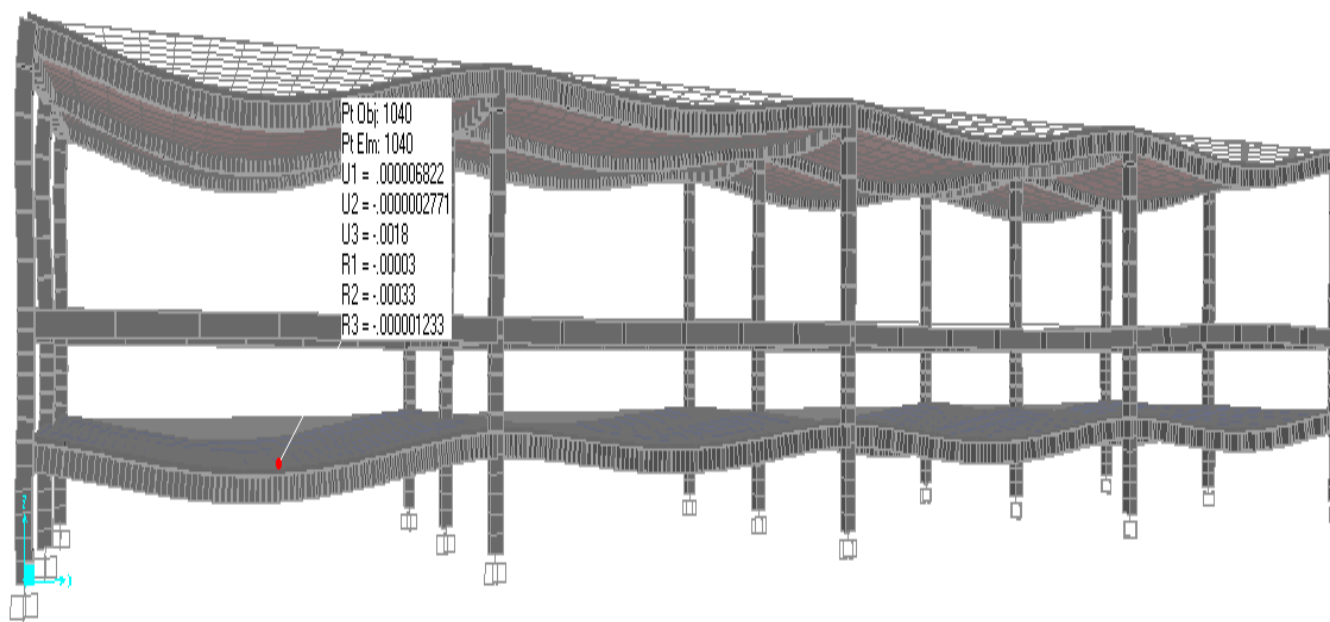 Pt Obj: 1040
Pt Elm: 1040
U1 = .000006822
U2 = -.0000002771
U3 = -.0018
R1 = -.00003
R2 = -.00033
R3 = -.000001233
Z